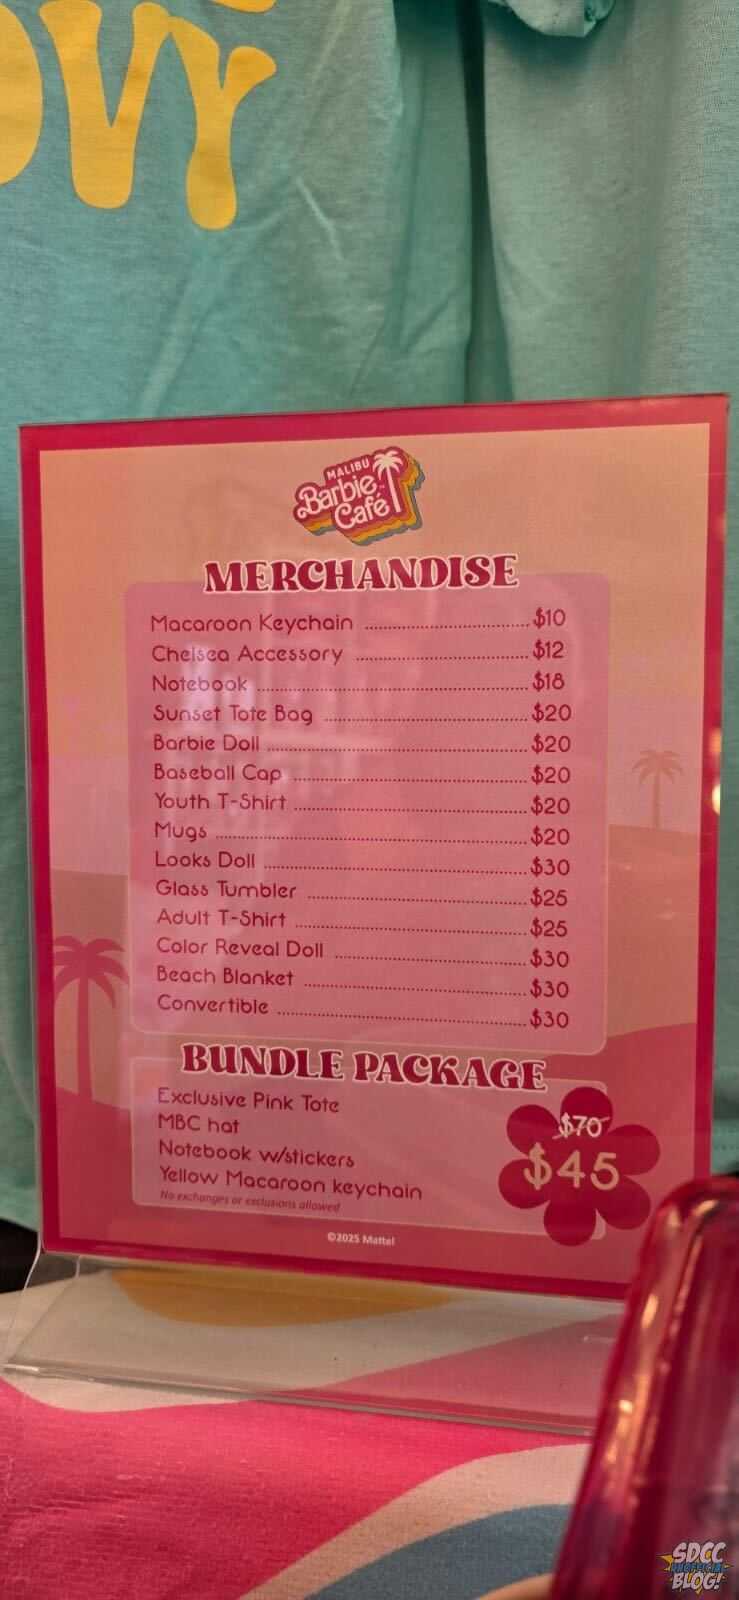 OVY
MALIBU
Barbie™
Café
MERCHANDISE
Macaroon Keychain ........ $10
Chelsea Accessory ........ $12
Notebook ........ $18
Sunset Tote Bag ........ $20
Barbie Doll ........ $20
Baseball Cap ........ $20
Youth T-Shirt ........ $20
Mugs ........ $20
Looks Doll ........ $30
Glass Tumbler ........ $25
Adult T-Shirt ........ $25
Color Reveal Doll ........ $30
Beach Blanket ........ $30
Convertible ........ $30
BUNDLE PACKAGE
Exclusive Pink Tote
MBC hat
Notebook w/stickers
Yellow Macaroon keychain
No exchanges or exclusions allowed
$70
$45
©2025 Mattel
SDCC
UNOFFICIAL
BLOG!